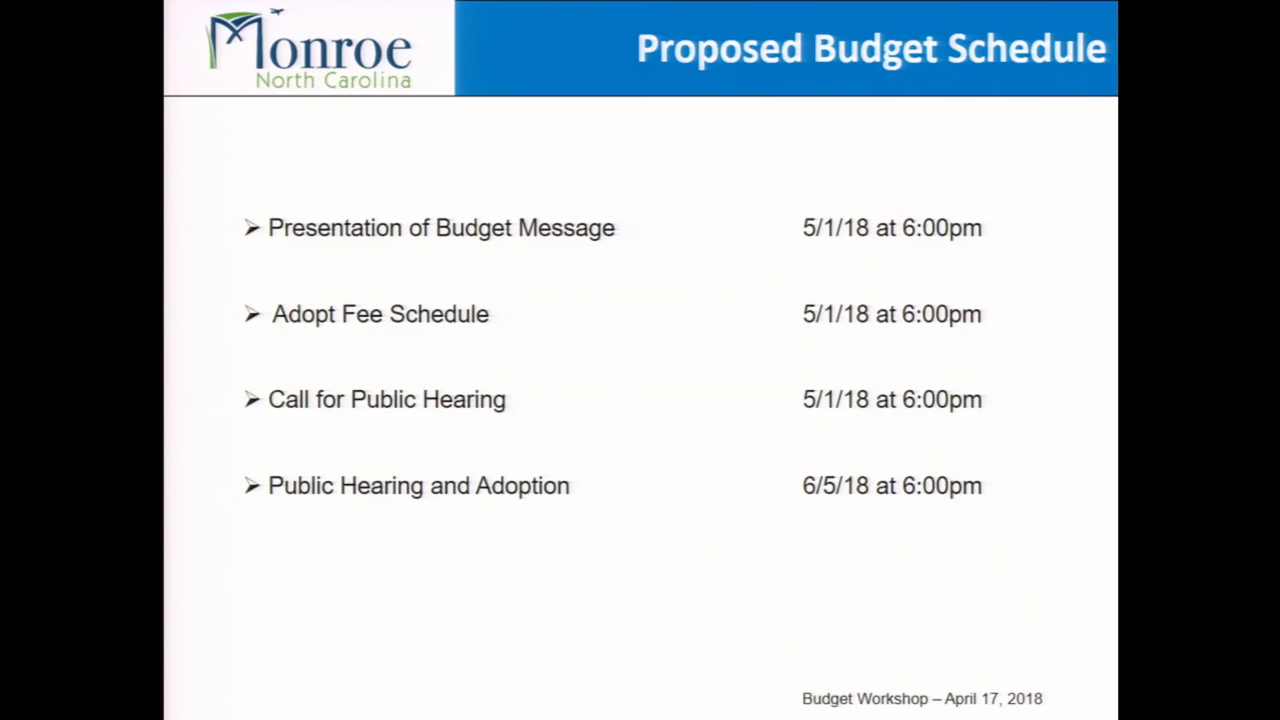 Monroe
North Carolina
Proposed Budget Schedule
➢ Presentation of Budget Message 5/1/18 at 6:00pm
➢ Adopt Fee Schedule 5/1/18 at 6:00pm
➢ Call for Public Hearing 5/1/18 at 6:00pm
➢ Public Hearing and Adoption 6/5/18 at 6:00pm
Budget Workshop – April 17, 2018